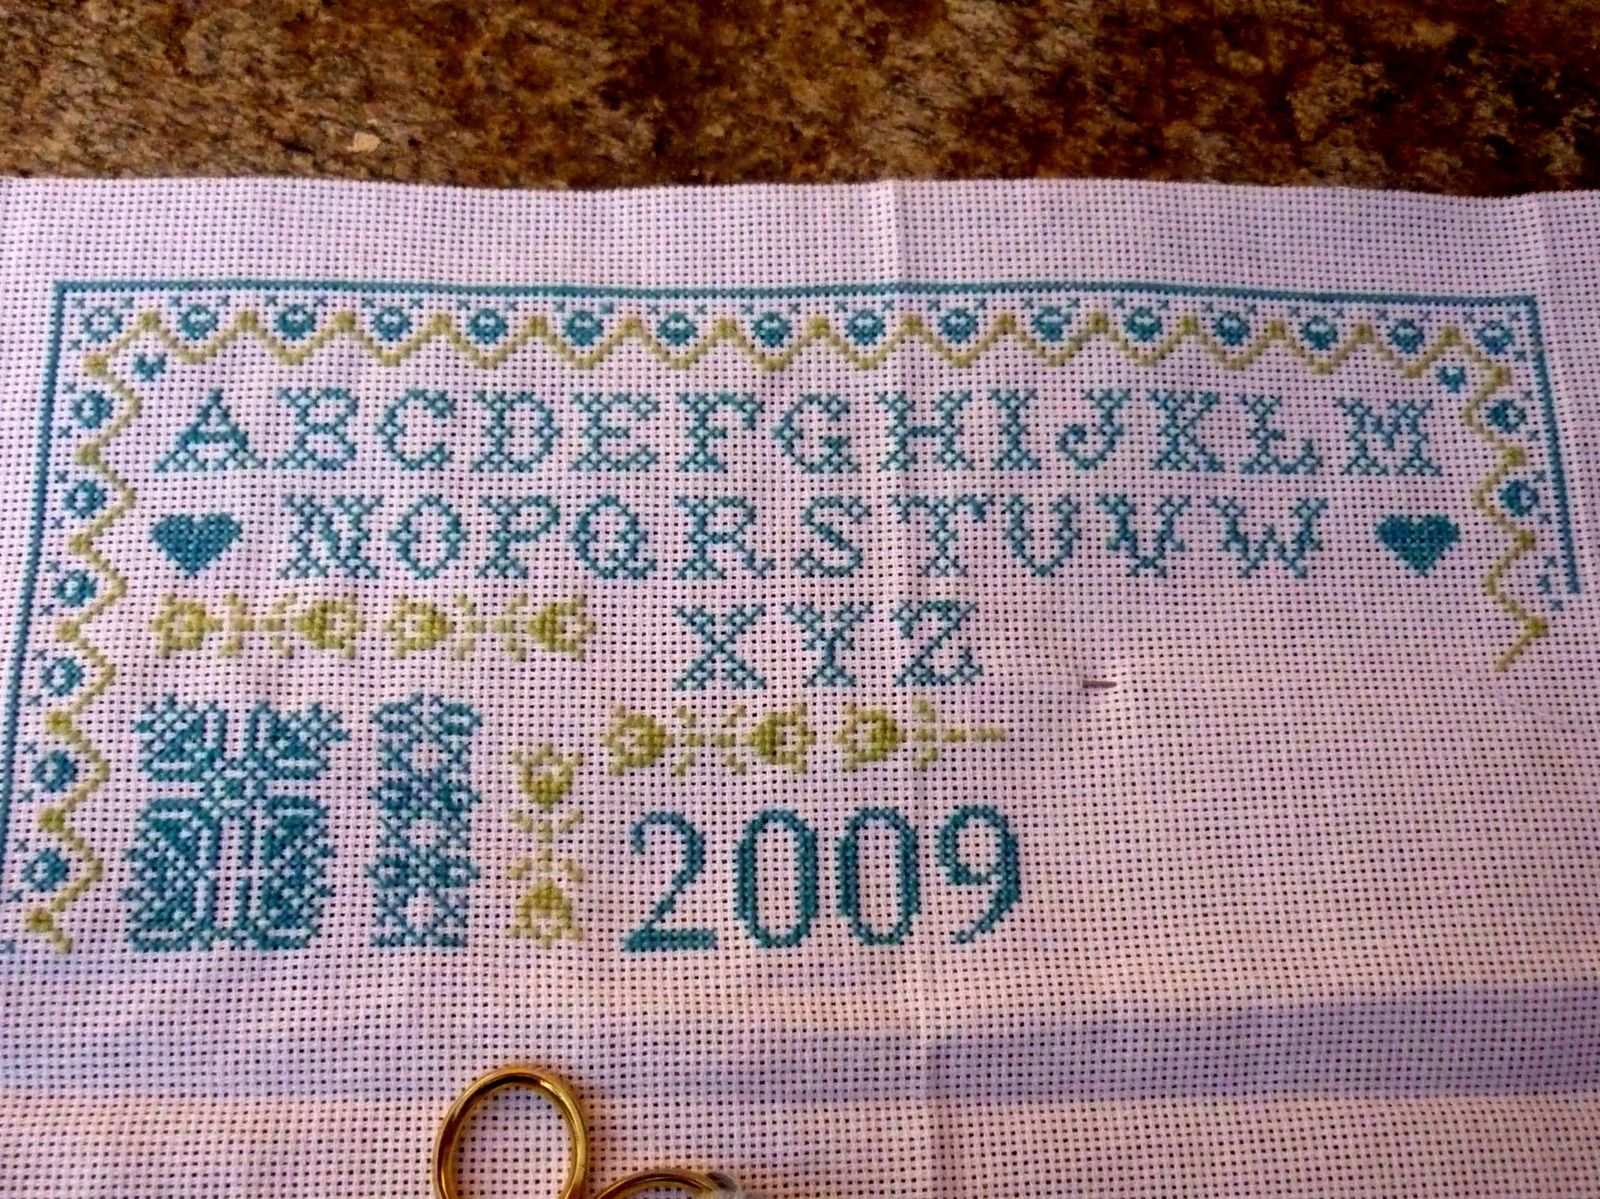 ABCDEFGHIJKLM
NOPQRSTUVW
XYZ
2009